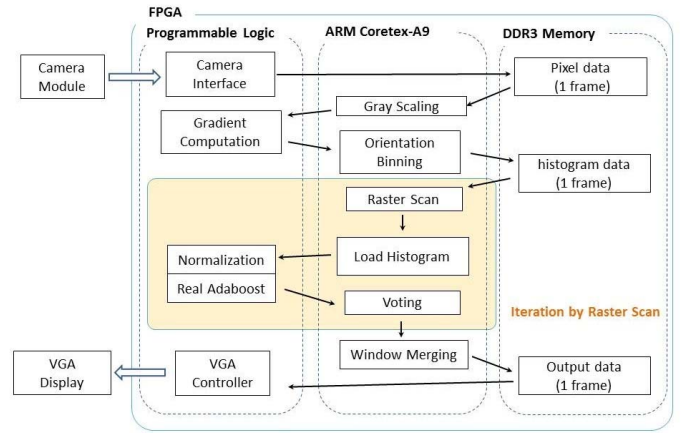 FPGA
Programmable Logic
ARM Coretex-A9
DDR3 Memory
Camera
Module
Camera
Interface
Pixel data
(1 frame)
Gray Scaling
Gradient
Computation
Orientation
Binning
histogram data
(1 frame)
Raster Scan
Load Histogram
Normalization
Real Adaboost
Voting
Iteration by Raster Scan
Window Merging
VGA
Display
VGA
Controller
Output data
(1 frame)